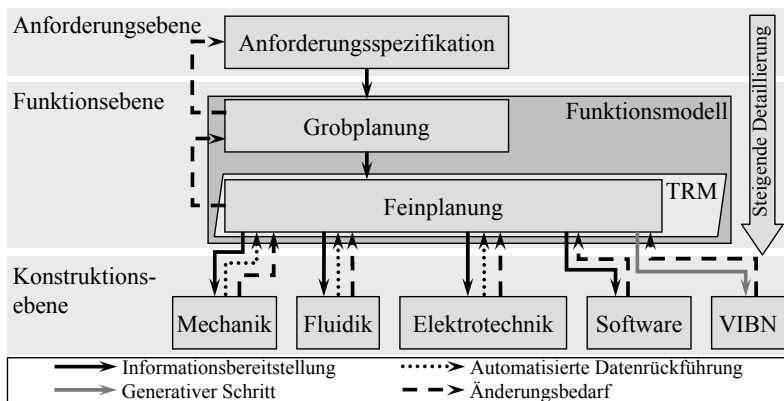 Anforderungsebene
Anforderungsspezifikation
Steigende Detaillierung
Funktionsebene
Funktionsmodell
Grobplanung
TRM
Feinplanung
Konstruktions-
ebene
Mechanik
Fluidik
Elektrotechnik
Software
VIBN
Informationsbereitstellung
Automatisierte Datenrückführung
Generativer Schritt
Änderungsbedarf